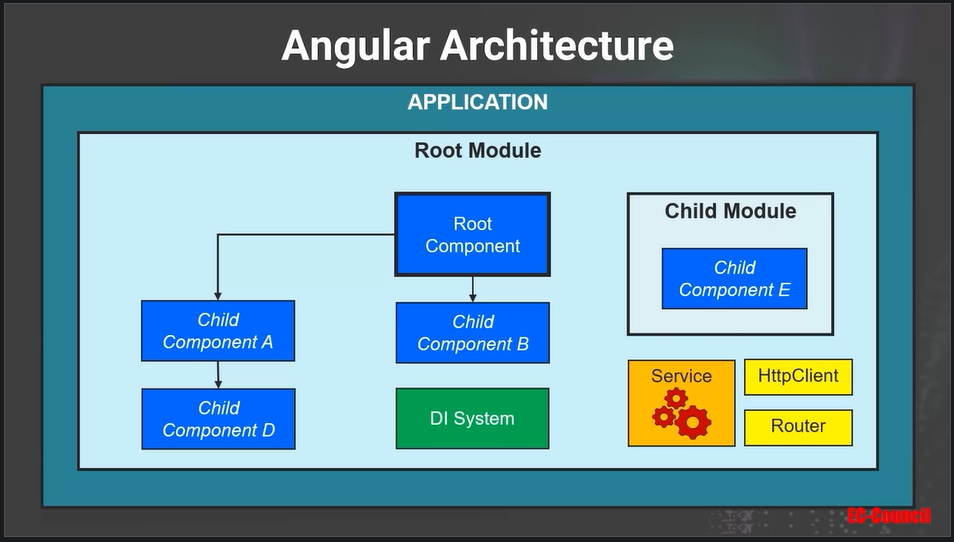 Angular Architecture
APPLICATION
Root Module
Root
Component
Child Module
Child
Component E
Child
Component A
Child
Component B
Child
Component D
DI System
Service
HttpClient
Router
EC-Council